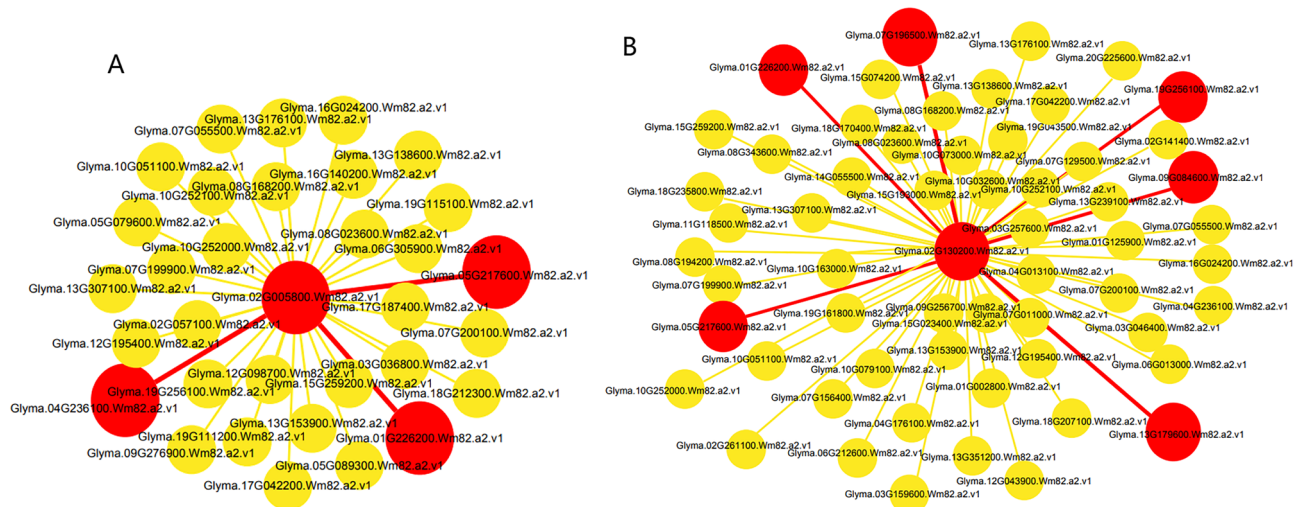 A
Glyma.16G024200.Wm82.a2.v1
Glyma.13G176100.Wm82.a2.v1
Glyma.07G055500.Wm82.a2.v1
Glyma.13G138600.Wm82.a2.v1
Glyma.10G051100.Wm82.a2.v1
Glyma.16G140200.Wm82.a2.v1
Glyma.08G168200.Wm82.a2.v1
Glyma.10G252100.Wm82.a2.v1
Glyma.19G115100.Wm82.a2.v1
Glyma.05G079600.Wm82.a2.v1
Glyma.08G023600.Wm82.a2.v1
Glyma.10G252000.Wm82.a2.v1
Glyma.06G305900.Wm82.a2.v1
Glyma.07G199900.Wm82.a2.v1
Glyma.05G217600.Wm82.a2.v1
Glyma.13G307100.Wm82.a2.v1
Glyma.02G005800.Wm82.a2.v1
Glyma.17G187400.Wm82.a2.v1
Glyma.02G057100.Wm82.a2.v1
Glyma.07G200100.Wm82.a2.v1
Glyma.12G195400.Wm82.a2.v1
Glyma.03G036800.Wm82.a2.v1
Glyma.12G098700.Wm82.a2.v1
Glyma.15G259200.Wm82.a2.v1
Glyma.19G256100.Wm82.a2.v1
Glyma.18G212300.Wm82.a2.v1
Glyma.04G236100.Wm82.a2.v1
Glyma.13G153900.Wm82.a2.v1
Glyma.19G111200.Wm82.a2.v1
Glyma.01G226200.Wm82.a2.v1
Glyma.09G276900.Wm82.a2.v1
Glyma.05G089300.Wm82.a2.v1
Glyma.17G042200.Wm82.a2.v1
B
Glyma.07G196500.Wm82.a2.v1
Glyma.13G176100.Wm82.a2.v1
Glyma.20G225600.Wm82.a2.v1
Glyma.01G226200.Wm82.a2.v1
Glyma.15G074200.Wm82.a2.v1
Glyma.13G138600.Wm82.a2.v1
Glyma.19G256100.Wm82.a2.v1
Glyma.17G042200.Wm82.a2.v1
Glyma.08G168200.Wm82.a2.v1
Glyma.19G043500.Wm82.a2.v1
Glyma.15G259200.Wm82.a2.v1
Glyma.18G170400.Wm82.a2.v1
Glyma.08G023600.Wm82.a2.v1
Glyma.02G141400.Wm82.a2.v1
Glyma.08G343600.Wm82.a2.v1
Glyma.10G073000.Wm82.a2.v1
Glyma.07G129500.Wm82.a2.v1
Glyma.14G055500.Wm82.a2.v1
Glyma.10G032600.Wm82.a2.v1
Glyma.09G064600.Wm82.a2.v1
Glyma.18G235800.Wm82.a2.v1
Glyma.15G193000.Wm82.a2.v1
Glyma.10G252100.Wm82.a2.v1
Glyma.13G239100.Wm82.a2.v1
Glyma.13G307100.Wm82.a2.v1
Glyma.11G118500.Wm82.a2.v1
Glyma.03G257600.Wm82.a2.v1
Glyma.07G055500.Wm82.a2.v1
Glyma.01G125900.Wm82.a2.v1
Glyma.02G130200.Wm82.a2.v1
Glyma.08G194200.Wm82.a2.v1
Glyma.10G163000.Wm82.a2.v1
Glyma.04G013100.Wm82.a2.v1
Glyma.16G024200.Wm82.a2.v1
Glyma.07G199900.Wm82.a2.v1
Glyma.07G200100.Wm82.a2.v1
Glyma.04G236100.Wm82.a2.v1
Glyma.09G256700.Wm82.a2.v1
Glyma.19G161800.Wm82.a2.v1
Glyma.07G011000.Wm82.a2.v1
Glyma.05G217600.Wm82.a2.v1
Glyma.15G023400.Wm82.a2.v1
Glyma.03G046400.Wm82.a2.v1
Glyma.13G153900.Wm82.a2.v1
Glyma.10G051100.Wm82.a2.v1
Glyma.12G195400.Wm82.a2.v1
Glyma.06G013000.Wm82.a2.v1
Glyma.10G079100.Wm82.a2.v1
Glyma.10G252000.Wm82.a2.v1
Glyma.01G002800.Wm82.a2.v1
Glyma.07G156400.Wm82.a2.v1
Glyma.18G207100.Wm82.a2.v1
Glyma.04G176100.Wm82.a2.v1
Glyma.13G179600.Wm82.a2.v1
Glyma.02G261100.Wm82.a2.v1
Glyma.06G212600.Wm82.a2.v1
Glyma.13G351200.Wm82.a2.v1
Glyma.12G043900.Wm82.a2.v1
Glyma.03G159600.Wm82.a2.v1